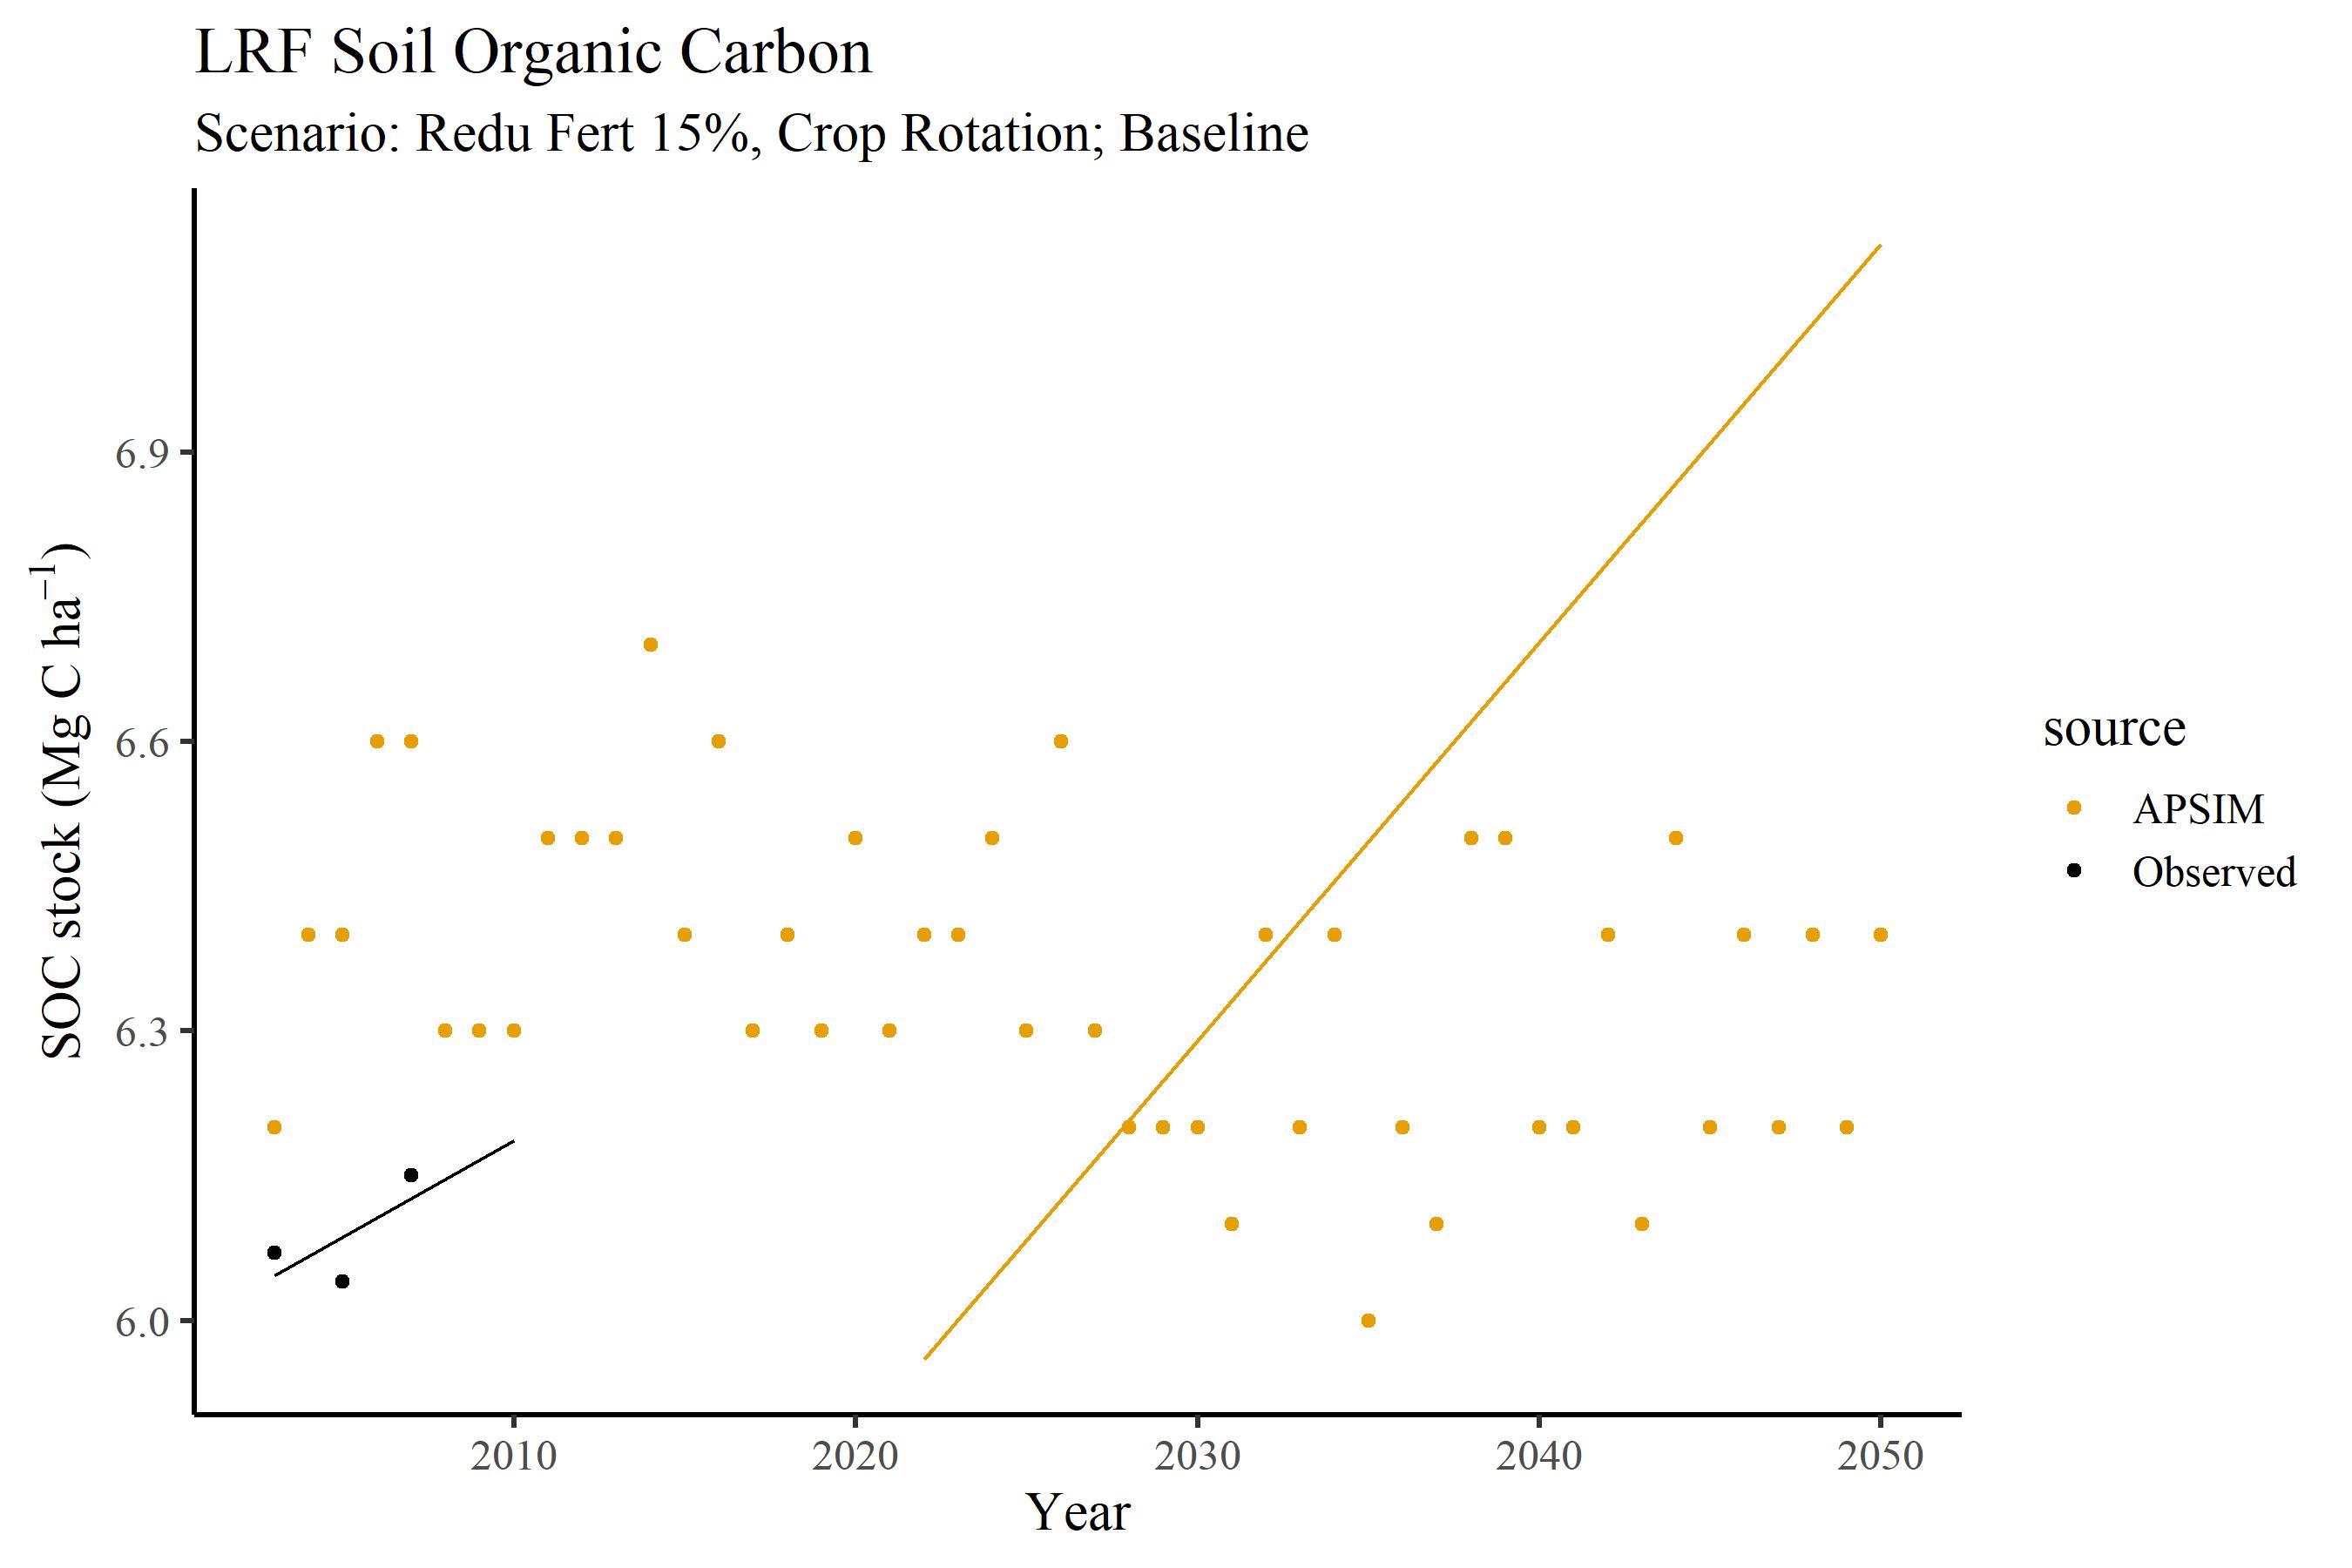 LRF Soil Organic Carbon
Scenario: Redu Fert 15%, Crop Rotation; Baseline
SOC stock (Mg C ha⁻¹)
6.9
6.6
6.3
6.0
2010 2020 2030 2040 2050
Year
source
APSIM
Observed